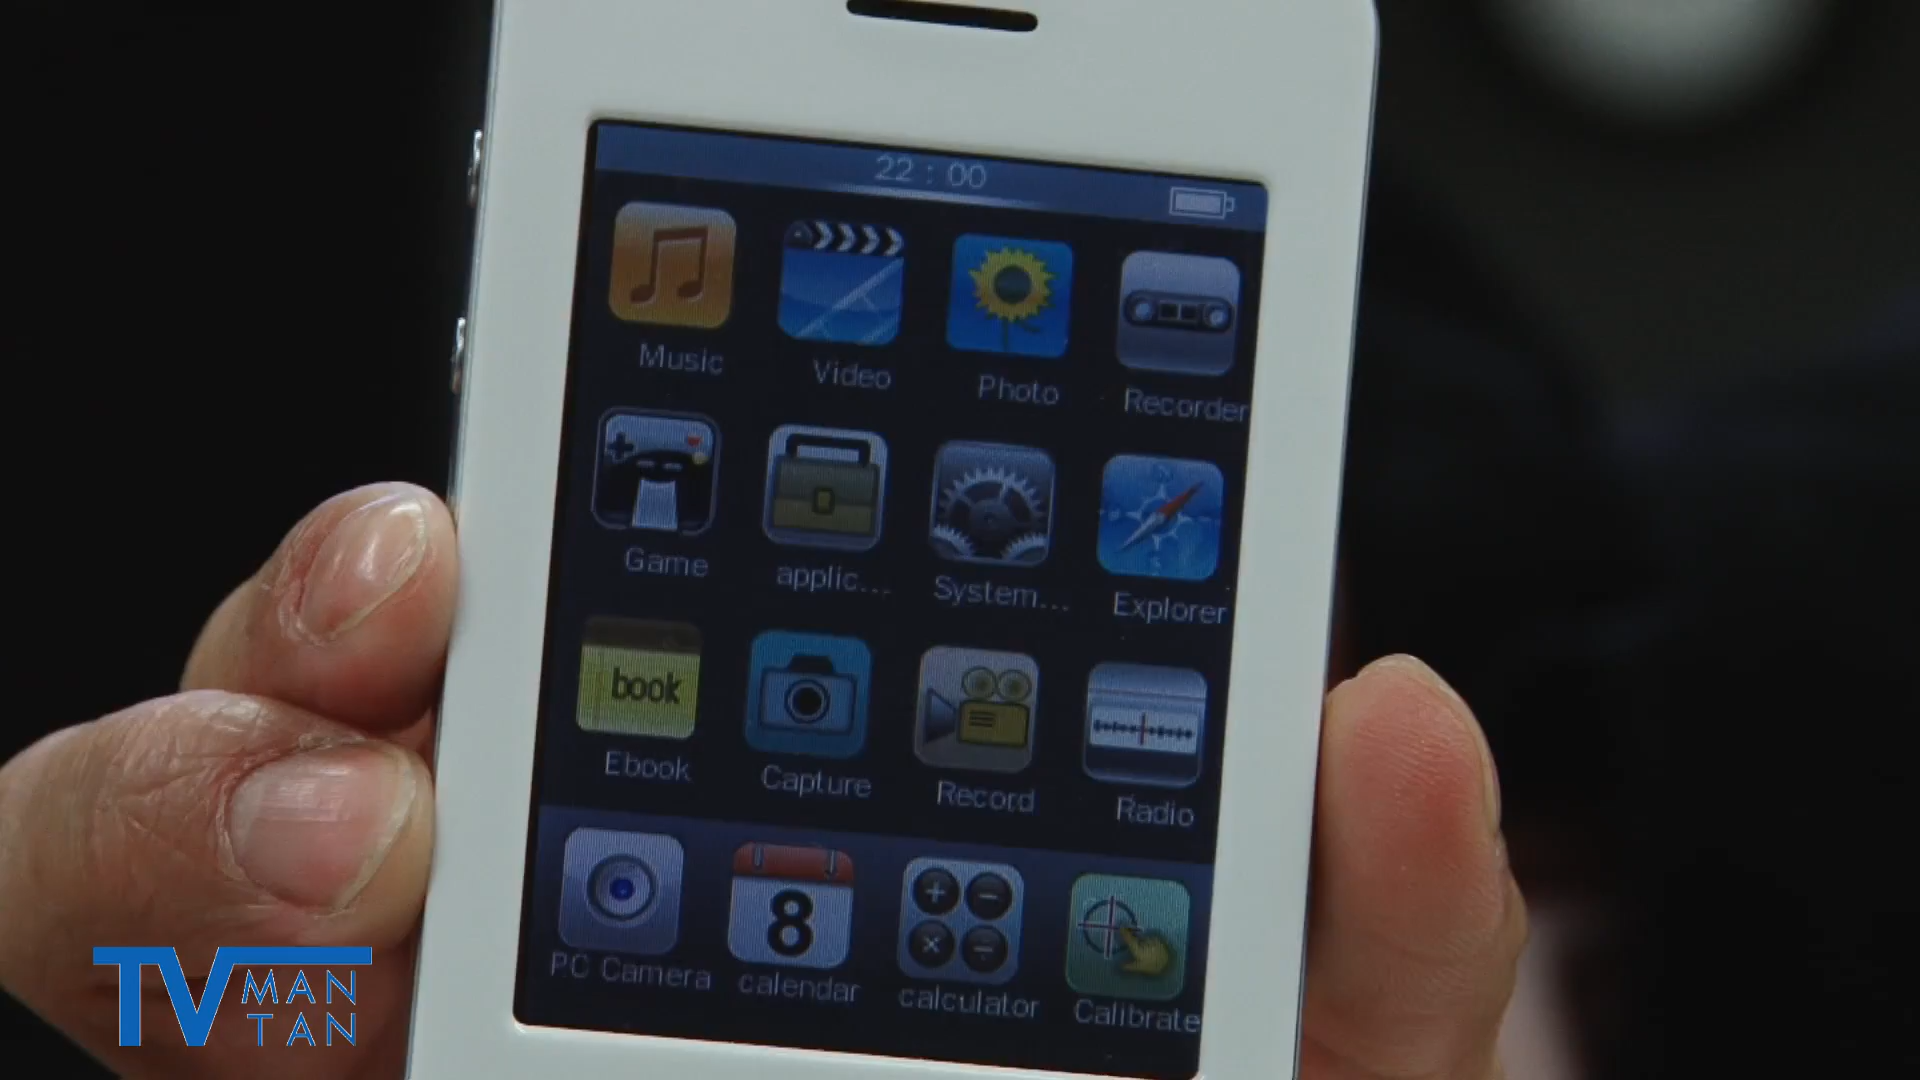 22 : 00
Music
Video
Photo
Recorder
Game
applic...
System...
Explorer
book
Ebook
Capture
Record
Radio
PC Camera
8
calendar
calculator
Calibrate
TV MAN
TAN